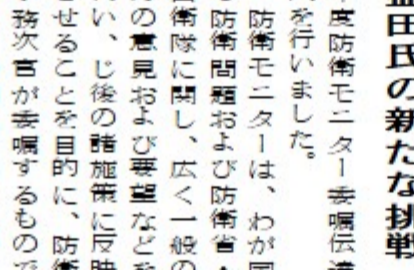 益田氏の新たな挑戦
年度防衛モニター委嘱伝達
を行いました。
防衛モニターは、わが国
防衛問題および防衛省・
衛隊に関し、広く一般の
の意見および要望などを
い、じ後の諸施策に反映
せることを目的に、防衛
務次官が委嘱するもので